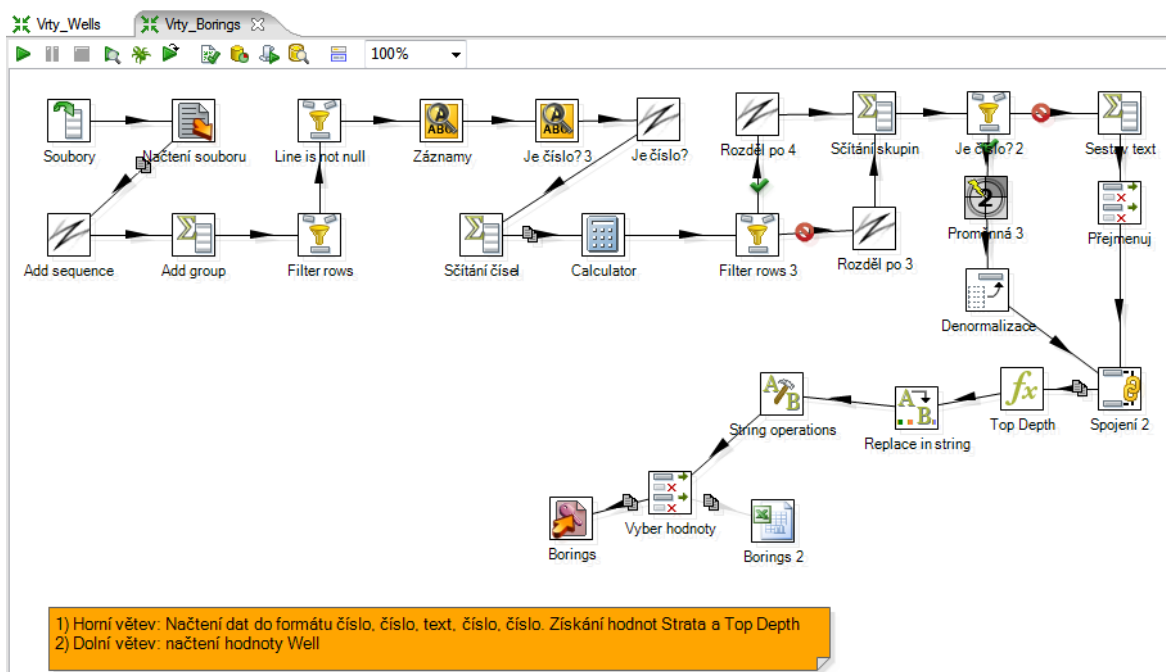 Vrty_Wells
Vrty_Borings
100%
Soubory
Načtení souboru
Line is not null
Záznamy
Je číslo? 3
Je číslo?
Rozděl po 4
Sčítání skupin
Je číslo? 2
Sestav text
Add sequence
Add group
Filter rows
Sčítání čísel
Calculator
Filter rows 3
Rozděl po 3
Proměnná 3
Přejmenuj
Denormalizace
String operations
Replace in string
Top Depth
Spojení 2
Borings
Vyber hodnoty
Borings 2
1) Horní větev: Načtení dat do formátu číslo, číslo, text, číslo, číslo. Získání hodnot Strata a Top Depth
2) Dolní větev: načtení hodnoty Well